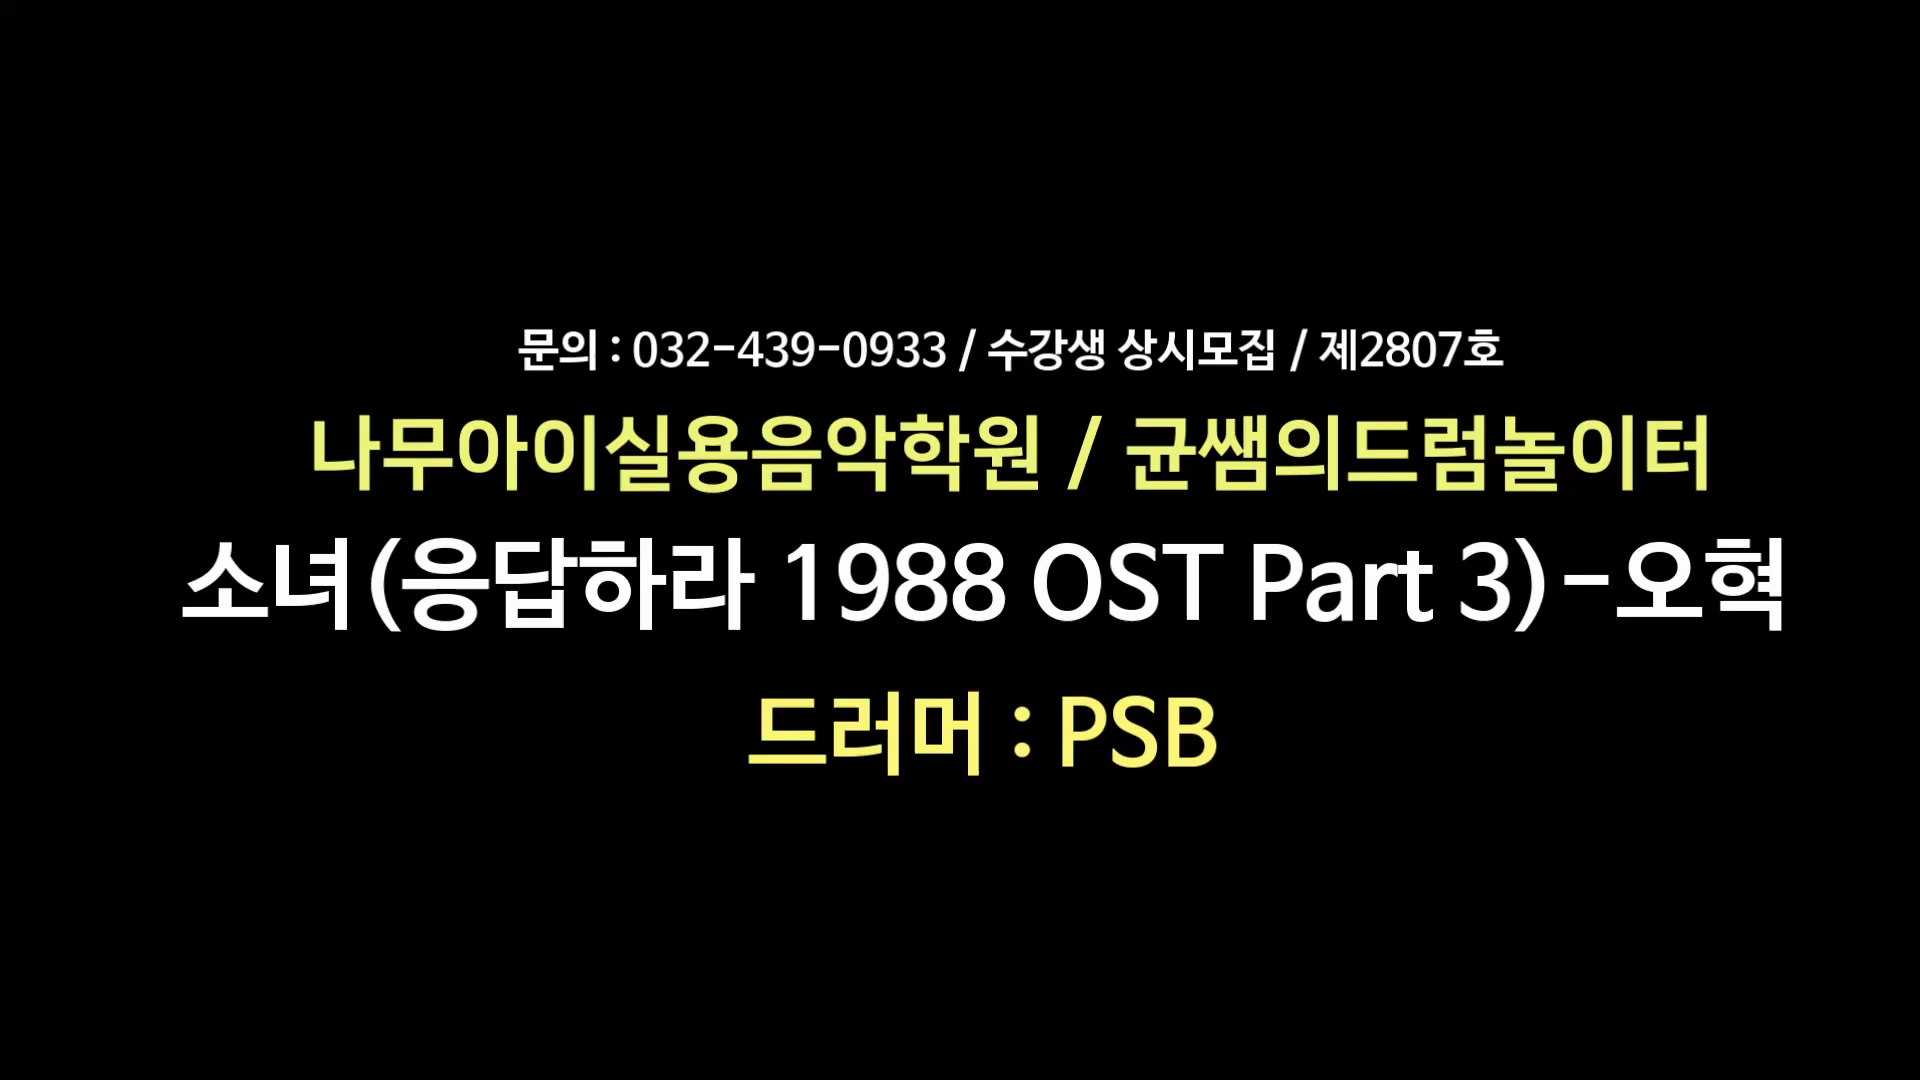 문의 : 032-439-0933 / 수강생 상시모집 / 제2807호
나무아이실용음악학원 / 균쌤의드럼놀이터
소녀(응답하라 1988 OST Part 3)-오혁
드러머 : PSB